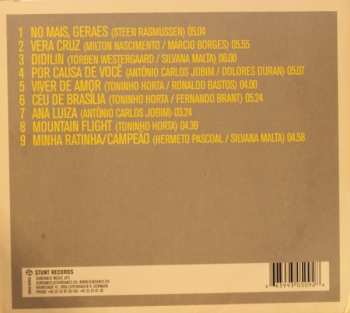 1 NO MAIS, GERAES (STEEN RASMUSSEN) 05.04
2 VERA CRUZ (MILTON NASCIMENTO / MARCIO BORGES) 05.55
3 DIDILIN (TORBEN WESTERGAARD / SILVANA MALTA) 06.00
4 POR CAUSA DE VOCÊ (ANTÔNIO CARLOS JOBIM / DOLORES DURAN) 05.07
5 VIVER DE AMOR (TONINHO HORTA / RONALDO BASTOS) 04.00
6 CEU DE BRASÍLIA (TONINHO HORTA / FERNANDO BRANT) 05.24
7 ANA LUIZA (ANTÔNIO CARLOS JOBIM) 03.24
8 MOUNTAIN FLIGHT (TONINHO HORTA) 04.39
9 MINHA RATINHA/CAMPEÃO (HERMETO PASCOAL / SILVANA MALTA) 04.58
STUNT RECORDS